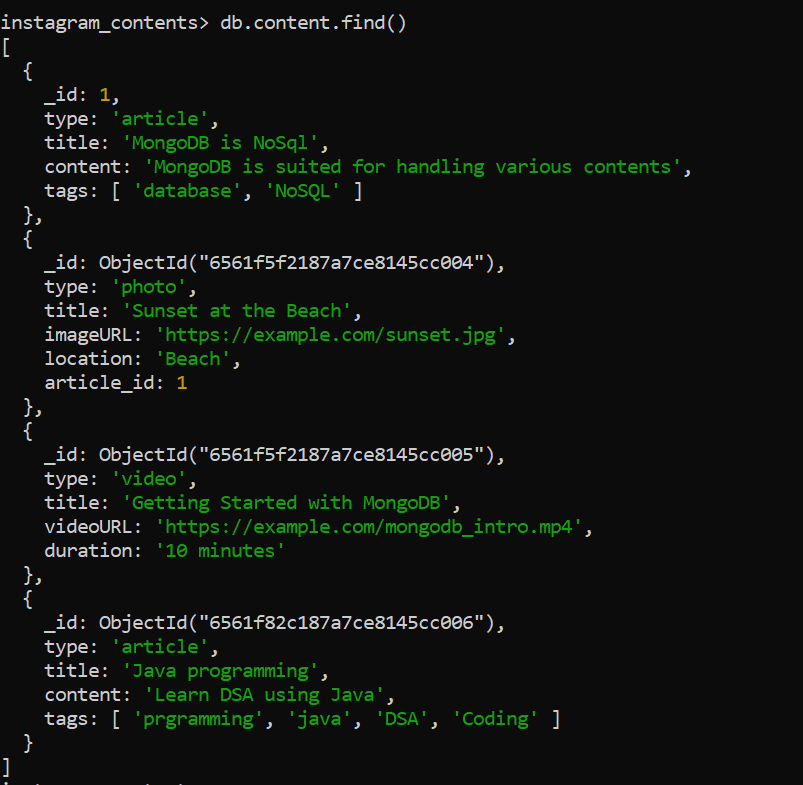 instagram_contents> db.content.find()
[
  {
    _id: 1,
    type: 'article',
    title: 'MongoDB is NoSql',
    content: 'MongoDB is suited for handling various contents',
    tags: [ 'database', 'NoSQL' ]
  },
  {
    _id: ObjectId("6561f5f2187a7ce8145cc004"),
    type: 'photo',
    title: 'Sunset at the Beach',
    imageURL: 'https://example.com/sunset.jpg',
    location: 'Beach',
    article_id: 1
  },
  {
    _id: ObjectId("6561f5f2187a7ce8145cc005"),
    type: 'video',
    title: 'Getting Started with MongoDB',
    videoURL: 'https://example.com/mongodb_intro.mp4',
    duration: '10 minutes'
  },
  {
    _id: ObjectId("6561f82c187a7ce8145cc006"),
    type: 'article',
    title: 'Java programming',
    content: 'Learn DSA using Java',
    tags: [ 'prgramming', 'java', 'DSA', 'Coding' ]
  }
]